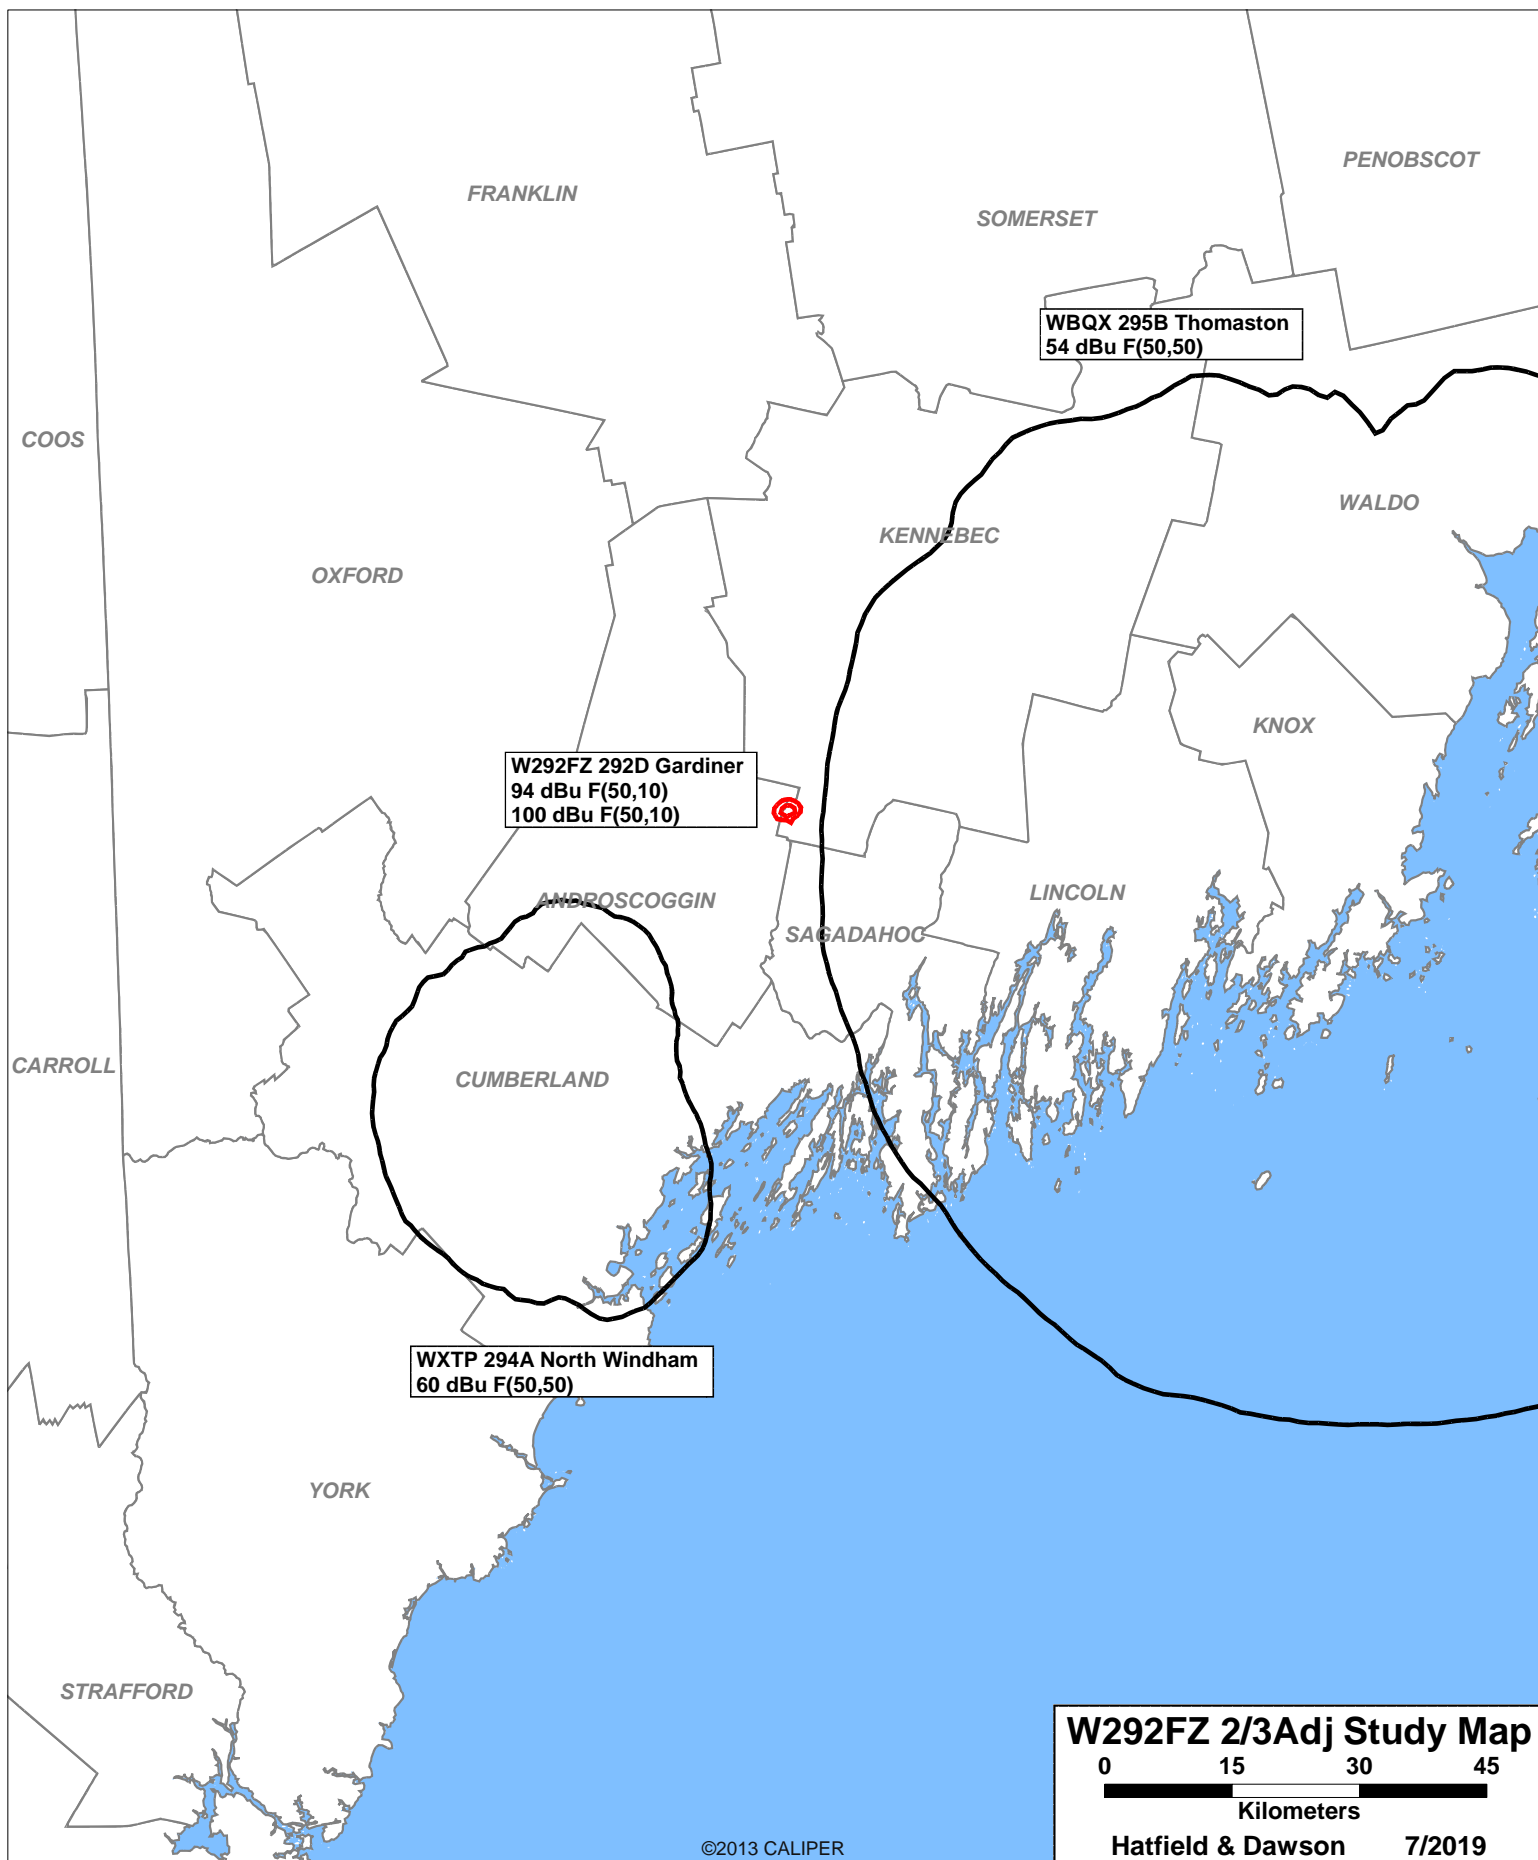 PENOBSCOT
FRANKLIN
SOMERSET
WBQX 295B Thomaston
54 dBu F(50,50)
COOS
WALDO
KENNEBEC
OXFORD
KNOX
W292FZ 292D Gardiner
94 dBu F(50,10)
100 dBu F(50,10)
ANDROSCOGGIN
LINCOLN
SAGADAHOC
CARROLL
CUMBERLAND
WXTP 294A North Windham
60 dBu F(50,50)
YORK
STRAFFORD
W292FZ 2/3Adj Study Map
0 15 30 45
Kilometers
Hatfield & Dawson 7/2019
©2013 CALIPER